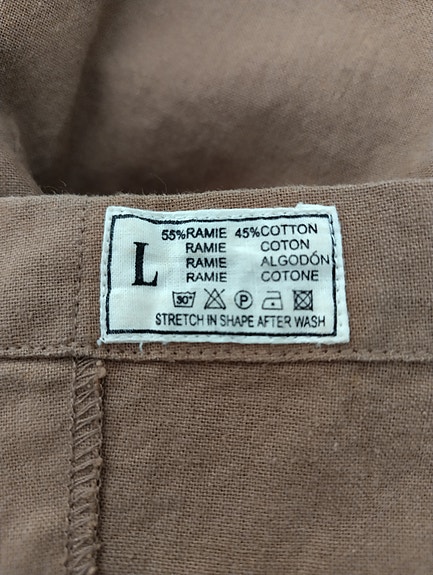 L
55%RAMIE 45%COTTON
RAMIE COTON
RAMIE ALGODÓN
RAMIE COTONE
30° P
STRETCH IN SHAPE AFTER WASH